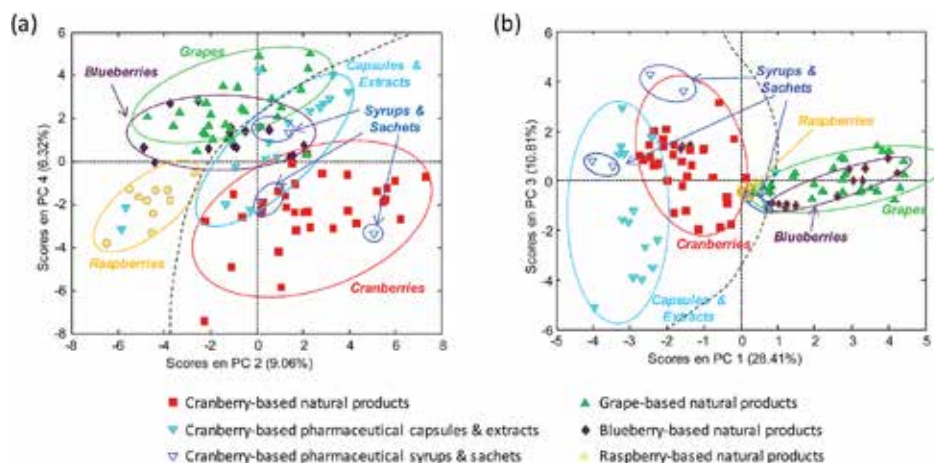 (a)
6
4
2
0
-2
-4
-6
-8
Scores en PC 4 (6.32%)
Grapes
Blueberries
Capsules &
Extracts
Syrups &
Sachets
Raspberries
Cranberries
-8 -6 -4 -2 0 2 4 6 8
Scores en PC 2 (9.06%)
(b)
6
4
2
0
-2
-4
-6
Scores en PC 3 (10.81%)
Syrups &
Sachets
Raspberries
Grapes
Blueberries
Cranberries
Capsules &
Extracts
-5 -4 -3 -2 -1 0 1 2 3 4 5
Scores en PC 1 (28.41%)
Cranberry-based natural products
Cranberry-based pharmaceutical capsules & extracts
Cranberry-based pharmaceutical syrups & sachets
Grape-based natural products
Blueberry-based natural products
Raspberry-based natural products